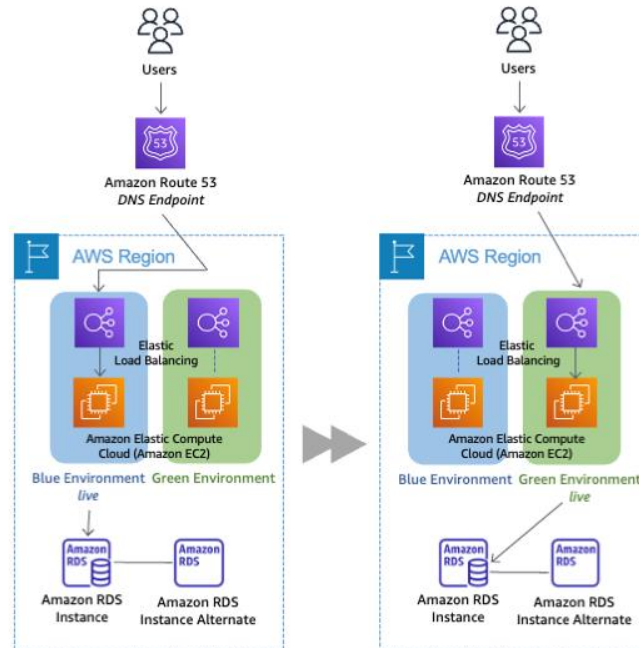 Users
53
Amazon Route 53
DNS Endpoint
AWS Region
Elastic
Load Balancing
Amazon Elastic Compute
Cloud (Amazon EC2)
Blue Environment
live
Green Environment
Amazon
RDS
Amazon RDS
Instance
Amazon
RDS
Amazon RDS
Instance Alternate
Users
53
Amazon Route 53
DNS Endpoint
AWS Region
Elastic
Load Balancing
Amazon Elastic Compute
Cloud (Amazon EC2)
Blue Environment
Green Environment
live
Amazon
RDS
Amazon RDS
Instance
Amazon
RDS
Amazon RDS
Instance Alternate